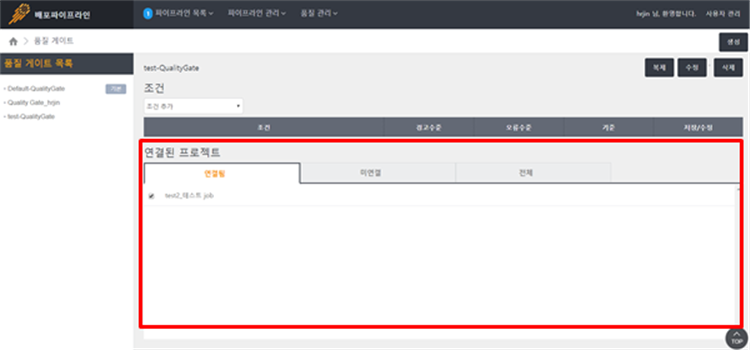 배포파이프라인
1 파이프라인 목록 파이프라인 관리 품질 관리
hrjin 님, 환영합니다. 사용자 관리
품질 게이트
생성
품질 게이트 목록
Default-QualityGate 기본
Quality Gate_hrjin
test-QualityGate
test-QualityGate
복제 수정 삭제
조건
조건 추가
조건 경고수준 오류수준 기준 저장/수정
연결된 프로젝트
연결됨 미연결 전체
test2_테스트 job
TOP